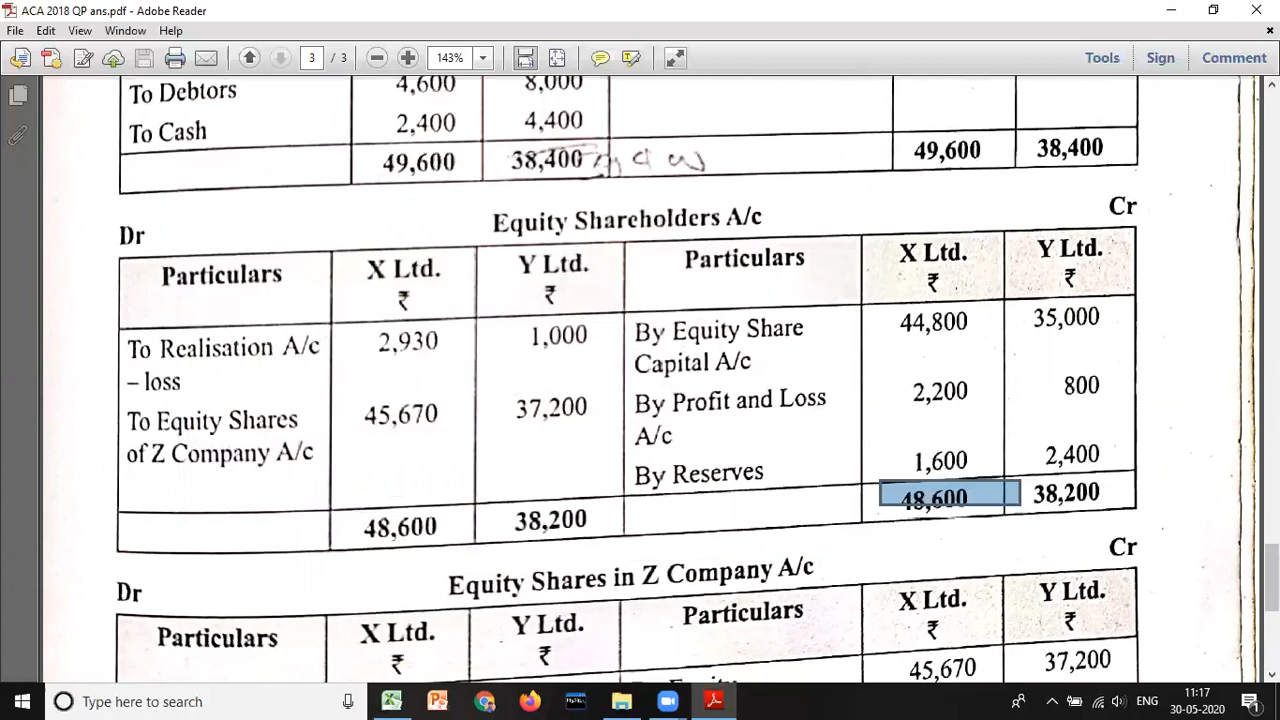 ACA 2018 QP ans.pdf - Adobe Reader
File Edit View Window Help
3 / 3 143% Tools Sign Comment
To Debtors 4,600 8,000
To Cash 2,400 4,400
49,600 38,400 49,600 38,400
Dr Equity Shareholders A/c Cr
Particulars X Ltd. Y Ltd. Particulars X Ltd. Y Ltd.
₹ ₹ ₹ ₹
To Realisation A/c 2,930 1,000 By Equity Share 44,800 35,000
– loss Capital A/c
To Equity Shares 45,670 37,200 By Profit and Loss 2,200 800
of Z Company A/c A/c
By Reserves 1,600 2,400
48,600 38,200 48,600 38,200
Dr Equity Shares in Z Company A/c Cr
Particulars X Ltd. Y Ltd. Particulars X Ltd. Y Ltd.
₹ ₹ ₹ ₹
45,670 37,200
Type here to search
ENG 11:17
30-05-2020